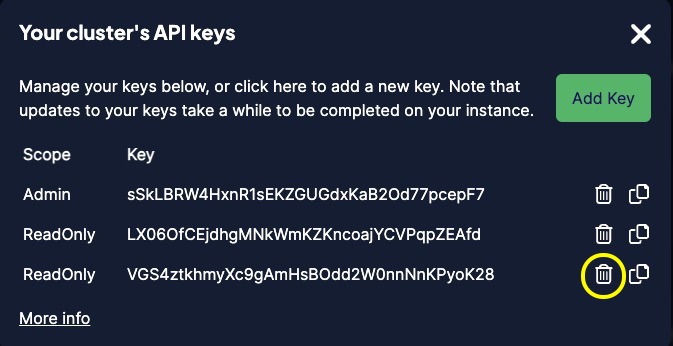 Your cluster's API keys
Manage your keys below, or click here to add a new key. Note that
updates to your keys take a while to be completed on your instance.
Add Key
Scope Key
Admin sSkLBRW4HxnR1sEKZGUGdxKaB2Od77pcepF7
ReadOnly LX06OfCEjdhgMNkWmKZKncoajYCVPqpZEAfd
ReadOnly VGS4ztkhmyXc9gAmHsBOdd2W0nnNnKPyoK28
More info